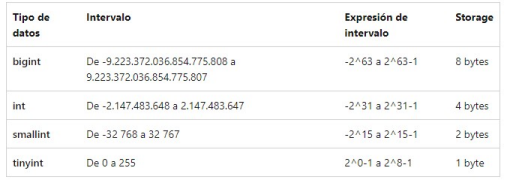 Tipo de datos Intervalo Expresión de intervalo Storage
bigint De -9.223.372.036.854.775.808 a 9.223.372.036.854.775.807 -2^63 a 2^63-1 8 bytes
int De -2.147.483.648 a 2.147.483.647 -2^31 a 2^31-1 4 bytes
smallint De -32 768 a 32 767 -2^15 a 2^15-1 2 bytes
tinyint De 0 a 255 2^0-1 a 2^8-1 1 byte